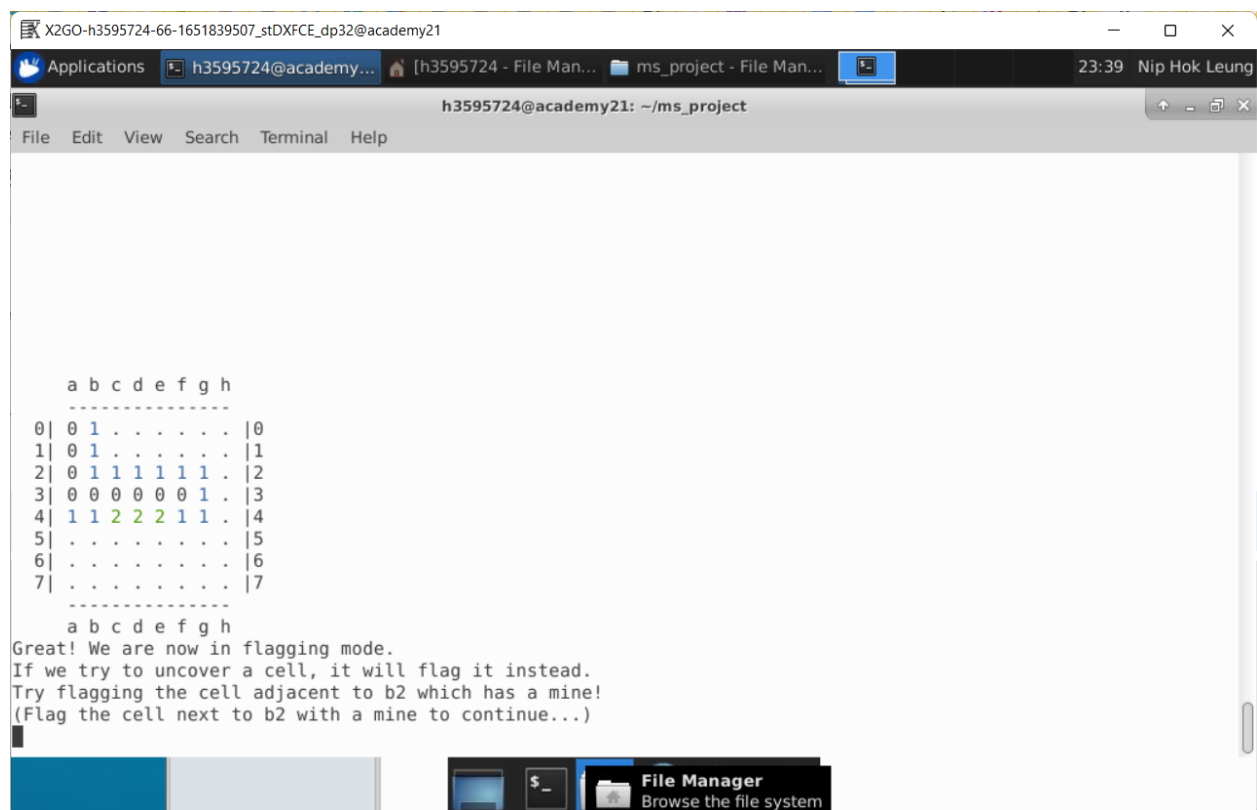 X2GO-h3595724-66-1651839507_stDXFCE_dp32@academy21
Applications h3595724@academy... [h3595724 - File Man... ms_project - File Man... 23:39 Nip Hok Leung
h3595724@academy21: ~/ms_project
File Edit View Search Terminal Help
a b c d e f g h
---------------
0| 0 1 . . . . . . |0
1| 0 1 . . . . . . |1
2| 0 1 1 1 1 1 1 . |2
3| 0 0 0 0 0 0 1 . |3
4| 1 1 2 2 2 1 1 . |4
5| . . . . . . . . |5
6| . . . . . . . . |6
7| . . . . . . . . |7
---------------
a b c d e f g h
Great! We are now in flagging mode.
If we try to uncover a cell, it will flag it instead.
Try flagging the cell adjacent to b2 which has a mine!
(Flag the cell next to b2 with a mine to continue...)
File Manager
Browse the file system